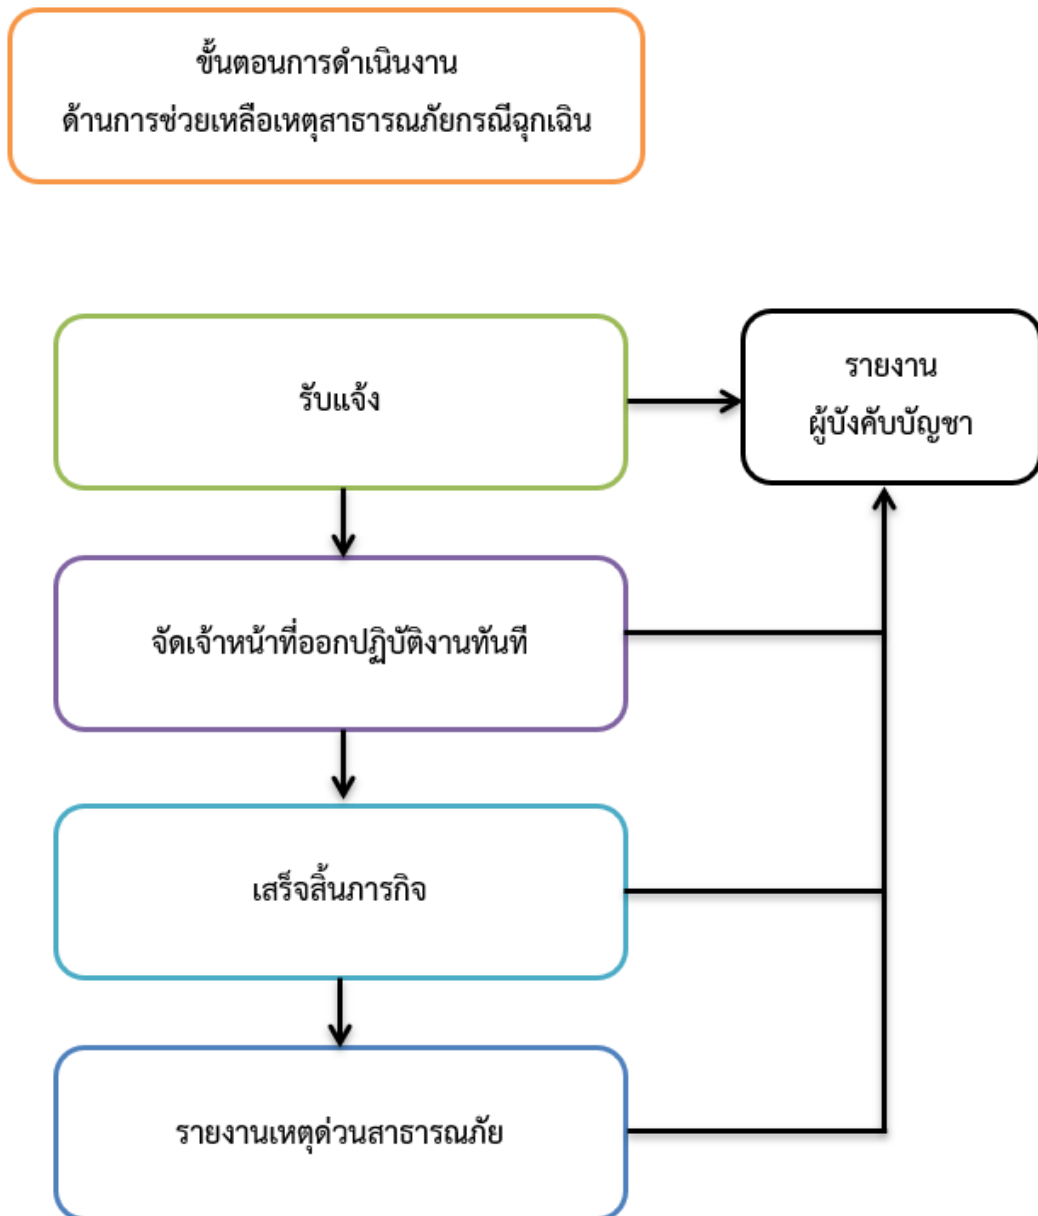 ขั้นตอนการดำเนินงาน
ด้านการช่วยเหลือเหตุสาธารณภัยกรณีฉุกเฉิน
รับแจ้ง
รายงาน
ผู้บังคับบัญชา
จัดเจ้าหน้าที่ออกปฏิบัติงานทันที
เสร็จสิ้นภารกิจ
รายงานเหตุด่วนสาธารณภัย